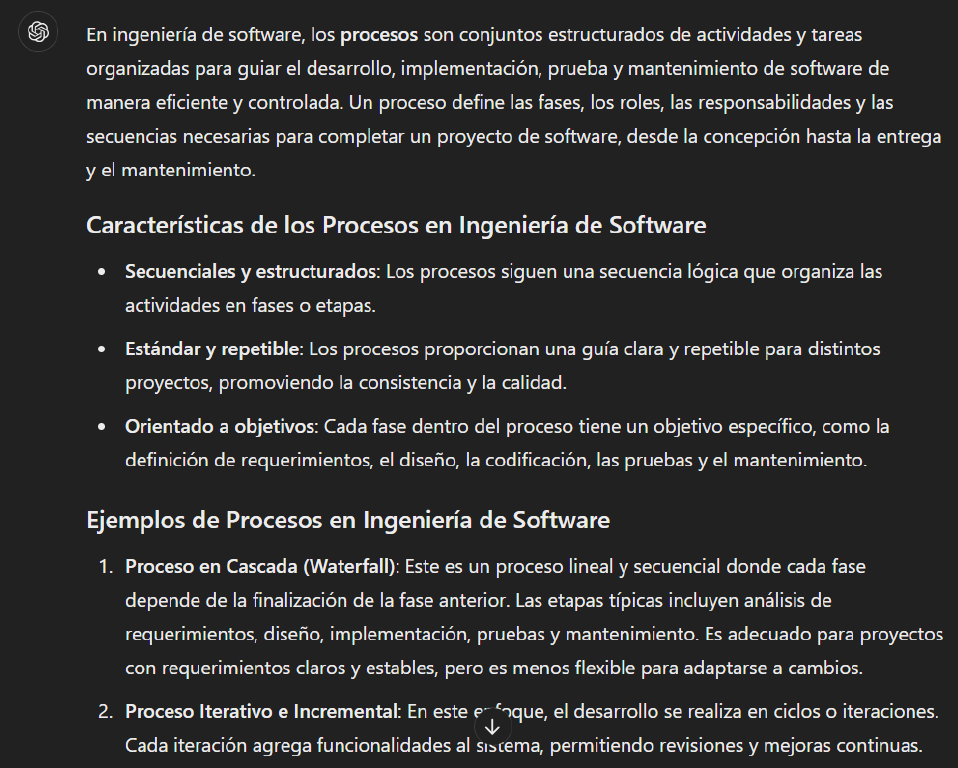 En ingeniería de software, los procesos son conjuntos estructurados de actividades y tareas
organizadas para guiar el desarrollo, implementación, prueba y mantenimiento de software de
manera eficiente y controlada. Un proceso define las fases, los roles, las responsabilidades y las
secuencias necesarias para completar un proyecto de software, desde la concepción hasta la entrega
y el mantenimiento.
Características de los Procesos en Ingeniería de Software
• Secuenciales y estructurados: Los procesos siguen una secuencia lógica que organiza las
actividades en fases o etapas.
• Estándar y repetible: Los procesos proporcionan una guía clara y repetible para distintos
proyectos, promoviendo la consistencia y la calidad.
• Orientado a objetivos: Cada fase dentro del proceso tiene un objetivo específico, como la
definición de requerimientos, el diseño, la codificación, las pruebas y el mantenimiento.
Ejemplos de Procesos en Ingeniería de Software
1. Proceso en Cascada (Waterfall): Este es un proceso lineal y secuencial donde cada fase
depende de la finalización de la fase anterior. Las etapas típicas incluyen análisis de
requerimientos, diseño, implementación, pruebas y mantenimiento. Es adecuado para proyectos
con requerimientos claros y estables, pero es menos flexible para adaptarse a cambios.
2. Proceso Iterativo e Incremental: En este enfoque, el desarrollo se realiza en ciclos o iteraciones.
Cada iteración agrega funcionalidades al sistema, permitiendo revisiones y mejoras continuas.